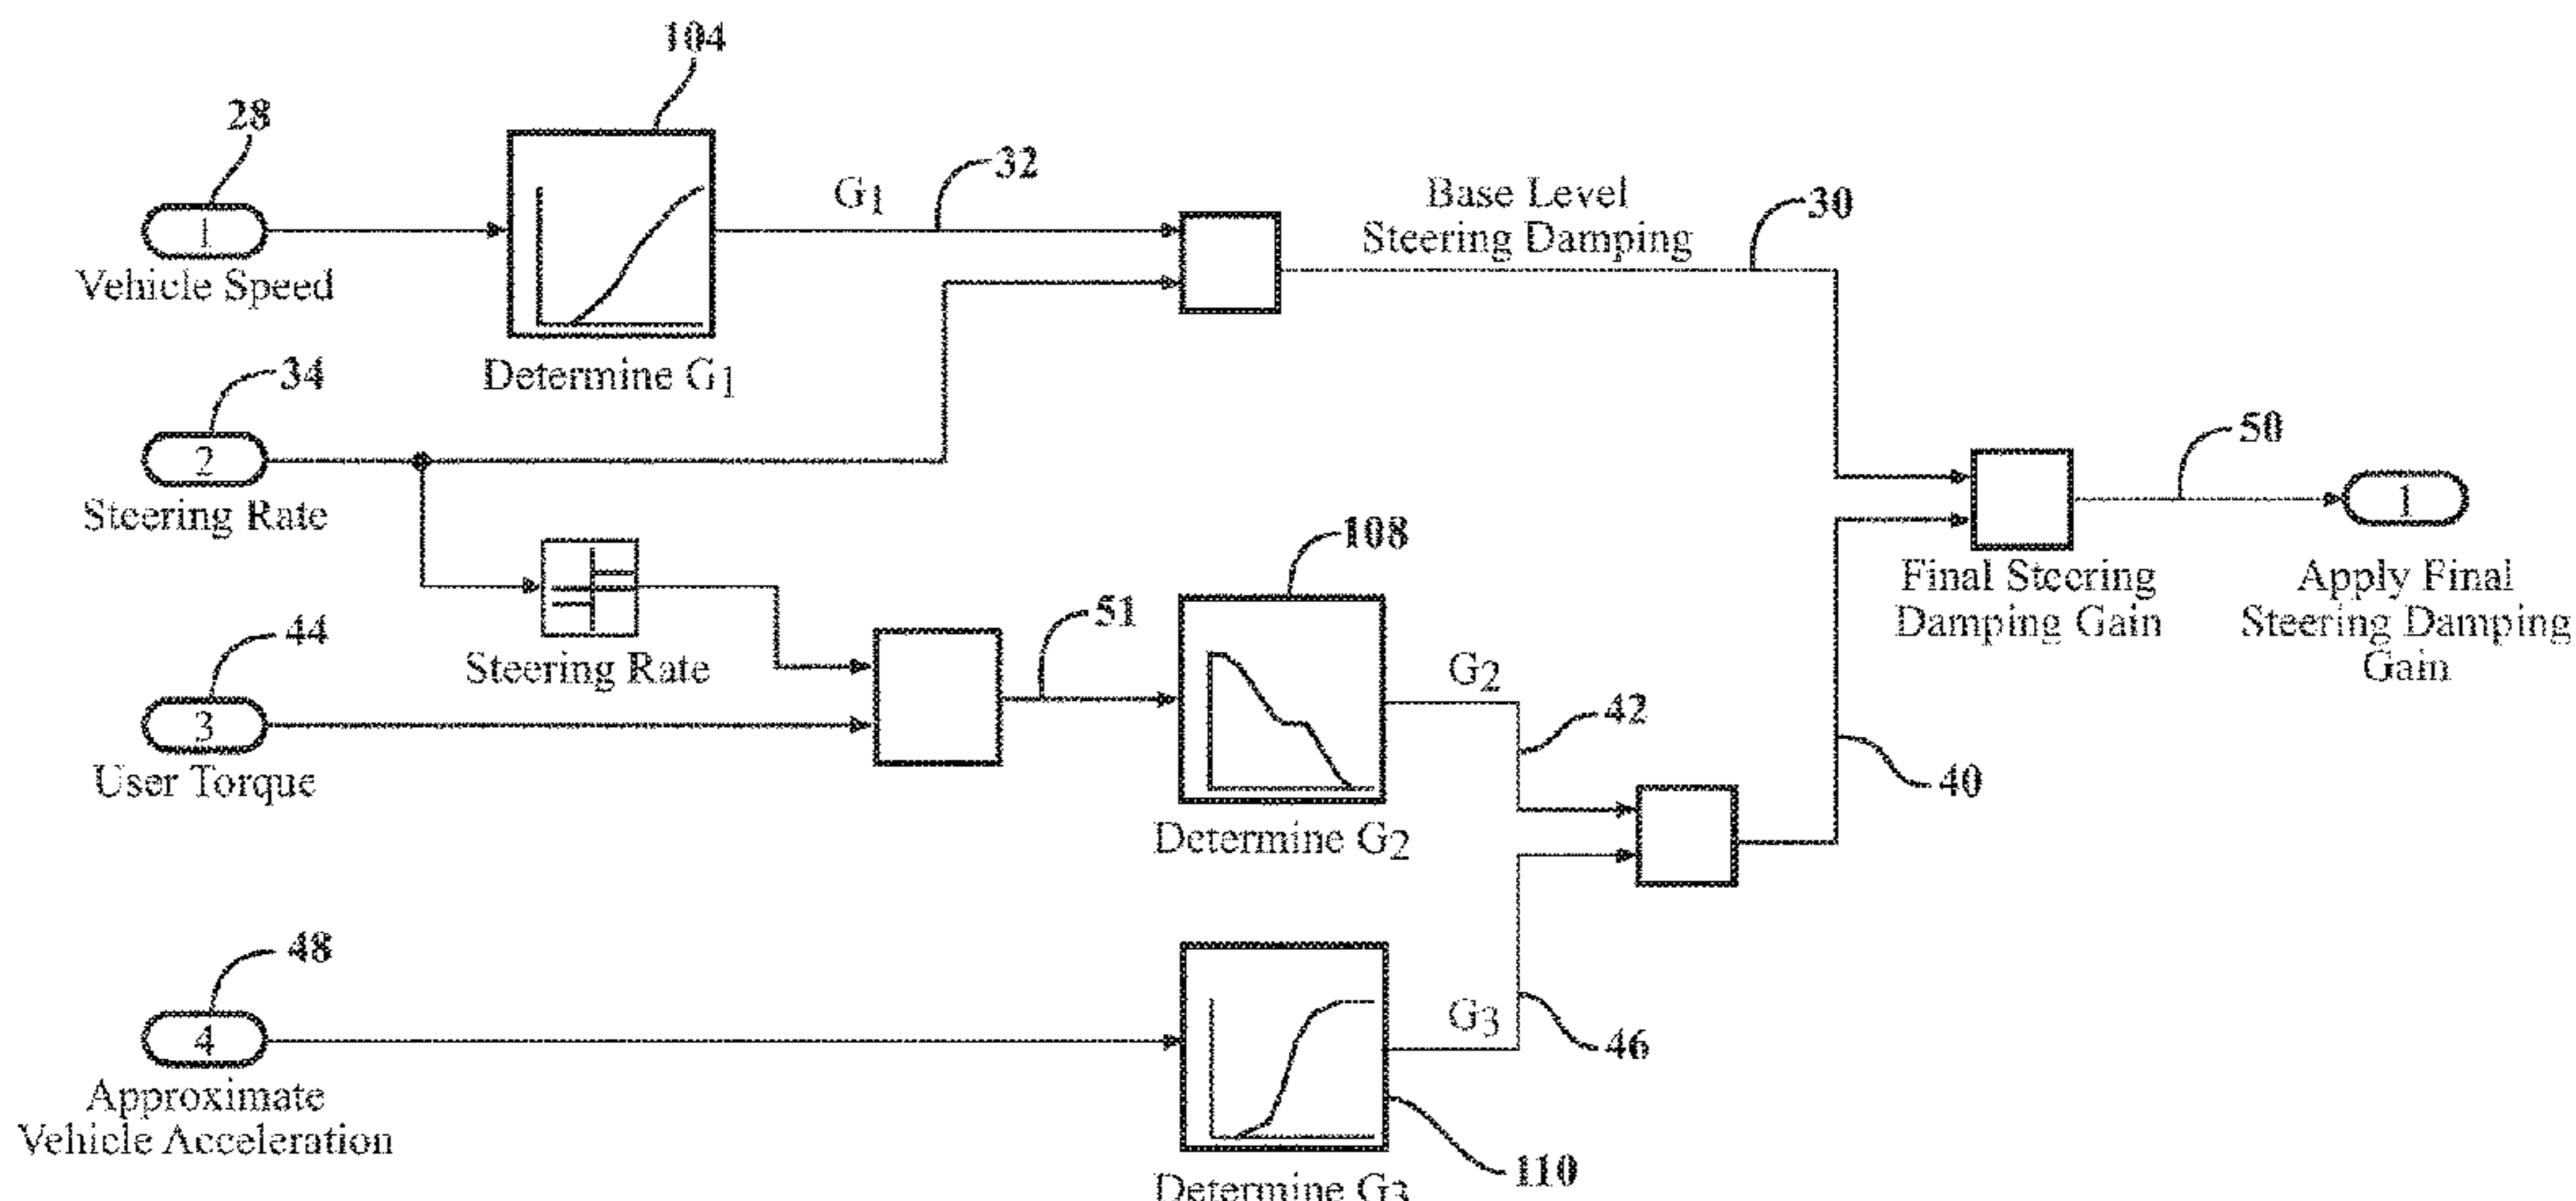 104
28
32
G1
Base Level
Steering Damping
30
1
Vehicle Speed
Determine G1
34
2
Steering Rate
50
1
Final Steering
Damping Gain
Apply Final
Steering Damping
Gain
108
Steering Rate
51
44
3
User Torque
G2
42
Determine G2
40
48
4
Approximate
Vehicle Acceleration
G3
46
110
Determine G3